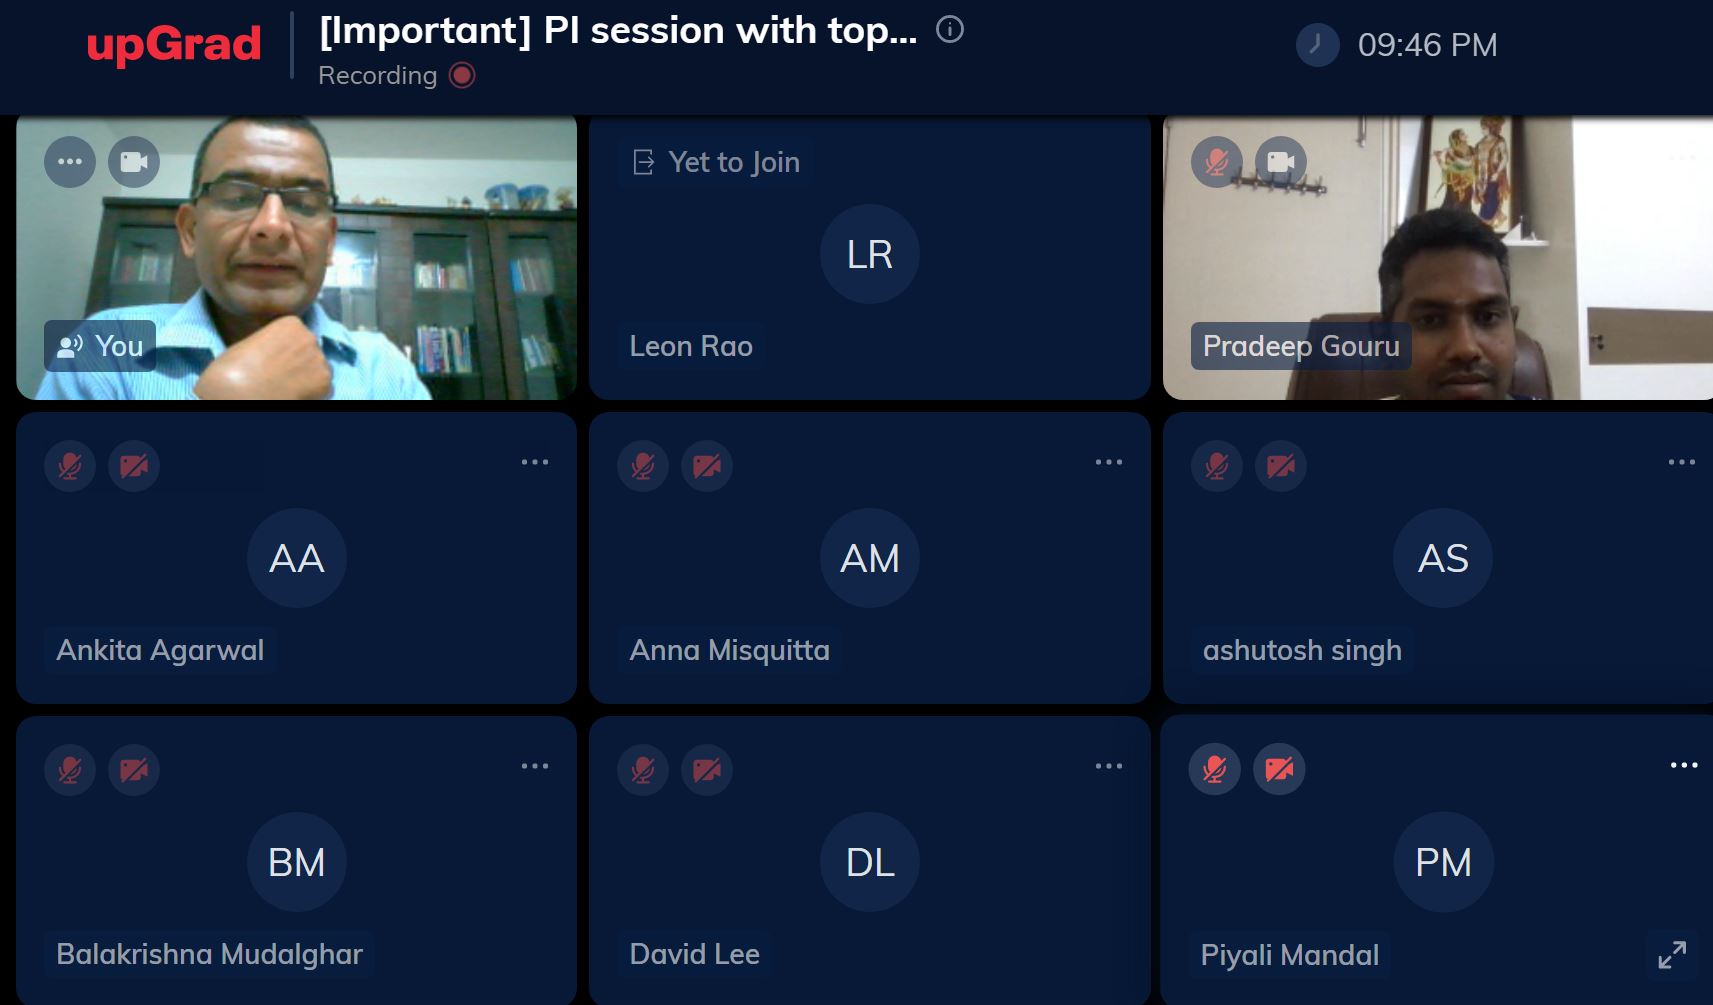 upGrad
[Important] PI session with top...
Recording
09:46 PM
You
Yet to Join
LR
Leon Rao
Pradeep Gouru
AA
Ankita Agarwal
AM
Anna Misquitta
AS
ashutosh singh
BM
Balakrishna Mudalghar
DL
David Lee
PM
Piyali Mandal